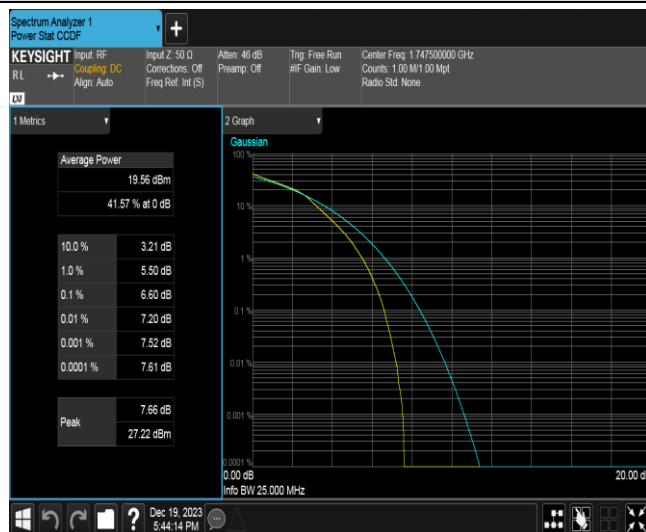 Spectrum Analyzer 1
Power Stat CCDF
+
KEYSIGHT
RL
LXI
Input: RF
Coupling: DC
Align: Auto
Input Z: 50 Ω
Corrections: Off
Freq Ref: Int (S)
Atten: 46 dB
Preamp: Off
Trig: Free Run
#IF Gain: Low
Center Freq: 1.747500000 GHz
Counts: 1.00 M/1.00 Mpt
Radio Std: None
1 Metrics
Average Power
19.56 dBm
41.57 % at 0 dB
10.0 % 3.21 dB
1.0 % 5.50 dB
0.1 % 6.60 dB
0.01 % 7.20 dB
0.001 % 7.52 dB
0.0001 % 7.61 dB
Peak
7.66 dB
27.22 dBm
2 Graph
Gaussian
100 %
10 %
1 %
0.1 %
0.01 %
0.001 %
0.0001 %
0.00 dB
20.00 d
Info BW 25.000 MHz
?
Dec 19, 2023
5:44:14 PM